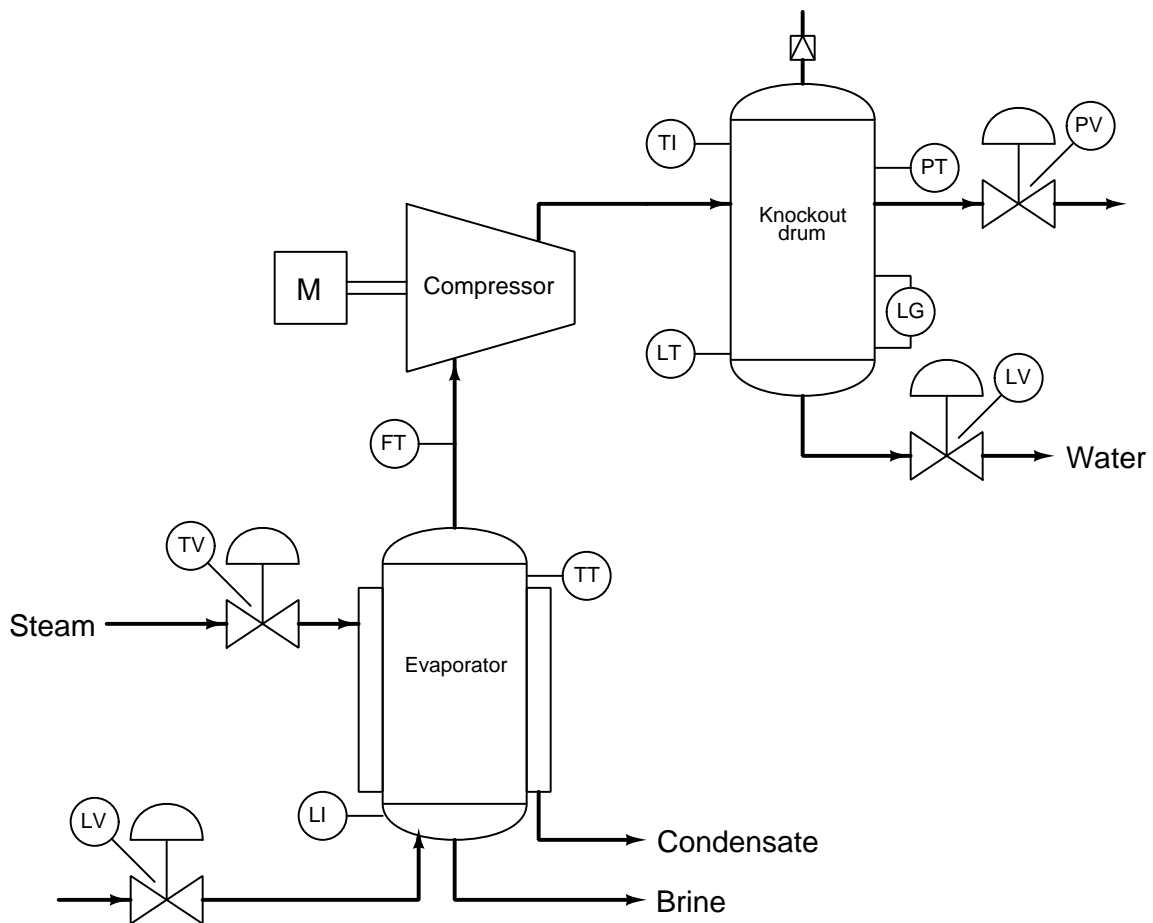 PV
TI
PT
Knockout
drum
M
Compressor
LG
LT
LV
FT
Water
TV
TT
Steam
Evaporator
LI
LV
Condensate
Brine